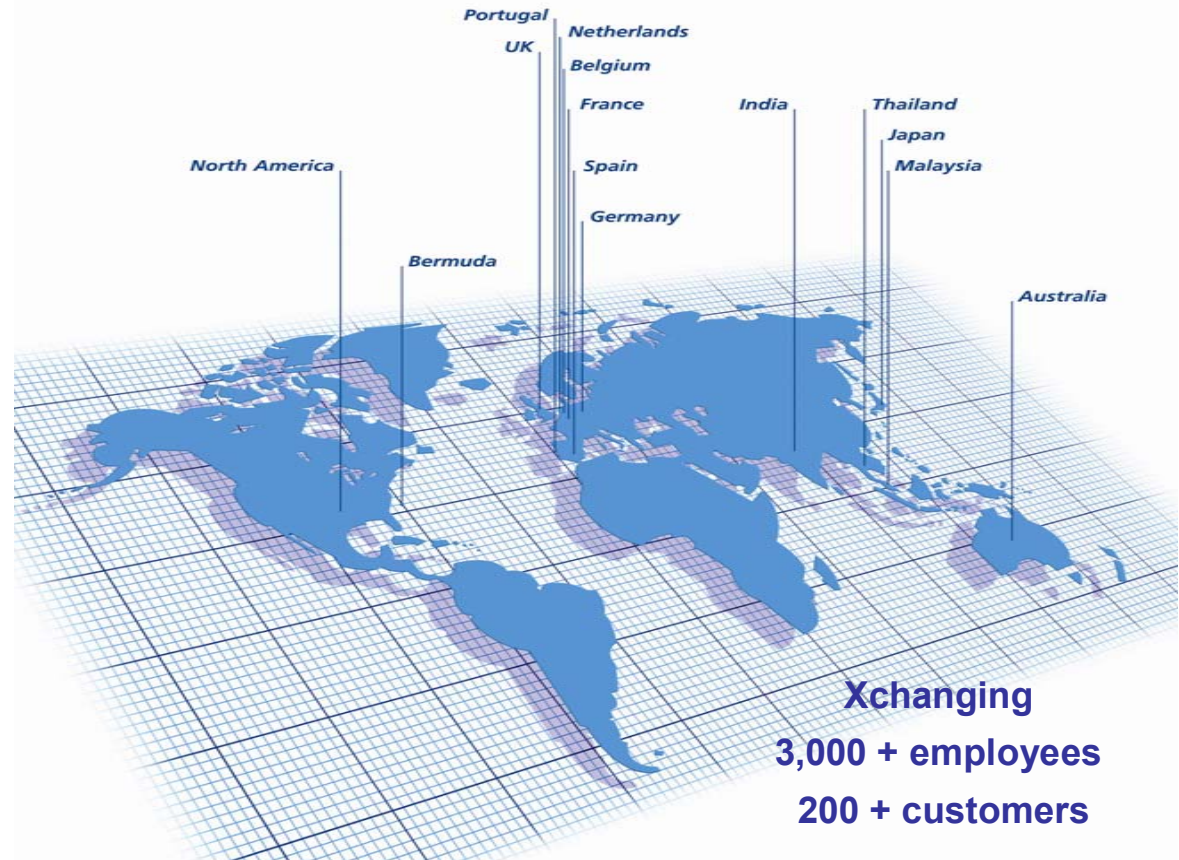 Portugal
Netherlands
UK
Belgium
France
India
Thailand
Japan
North America
Spain
Malaysia
Germany
Bermuda
Australia
Xchanging
3,000 + employees
200 + customers